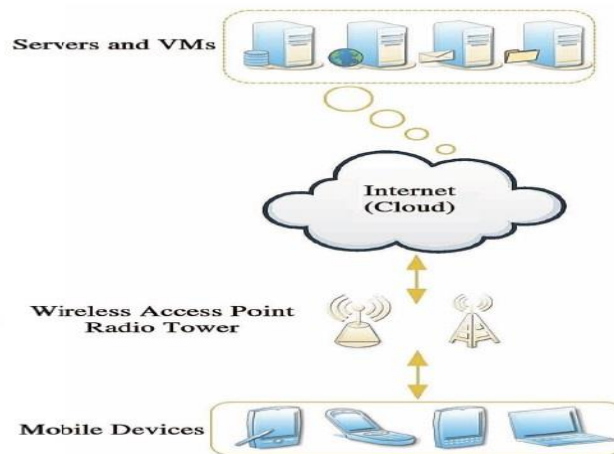 Servers and VMs
Internet
(Cloud)
Wireless Access Point
Radio Tower
Mobile Devices